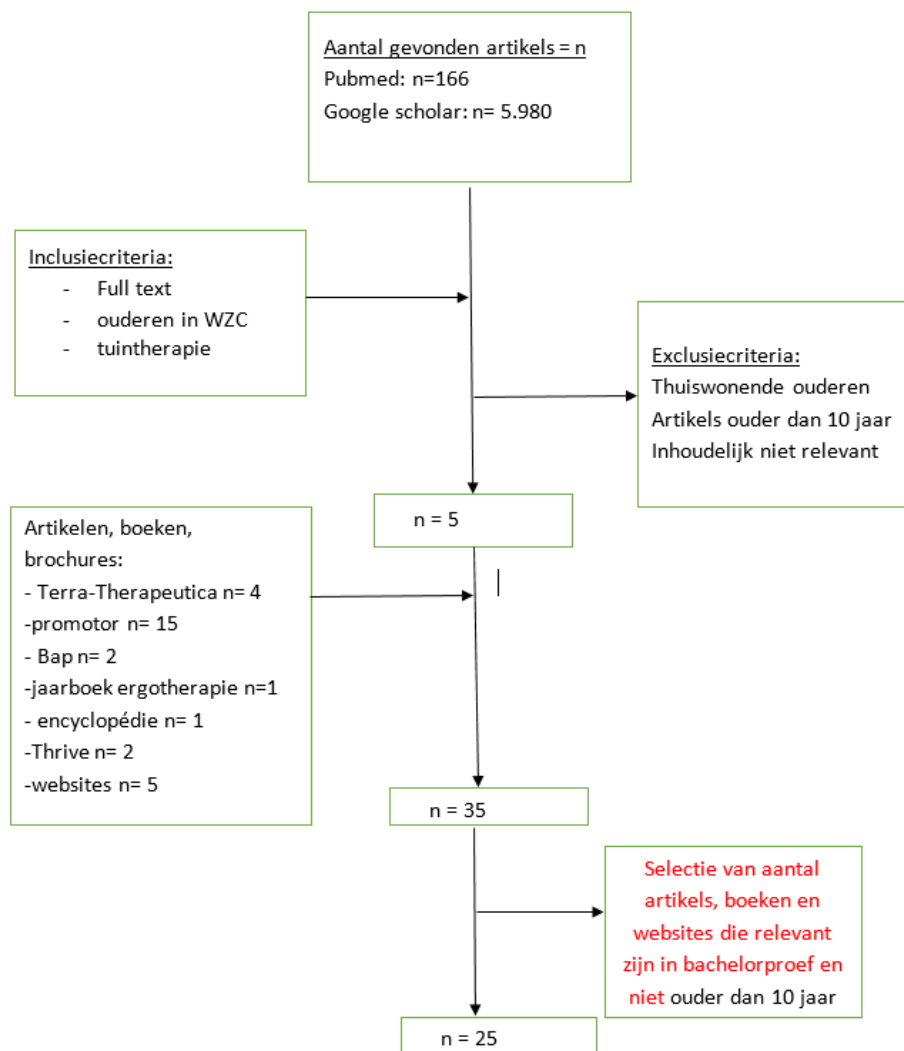 Aantal gevonden artikels = n
Pubmed: n=166
Google scholar: n= 5.980
Inclusiecriteria:
- Full text
- ouderen in WZC
- tuintherapie
Exclusiecriteria:
Thuiswonende ouderen
Artikels ouder dan 10 jaar
Inhoudelijk niet relevant
n = 5
Artikelen, boeken,
brochures:
- Terra-Therapeutica n= 4
-promotor n= 15
- Bap n= 2
-jaarboek ergotherapie n=1
- encyclopédie n= 1
-Thrive n= 2
-websites n= 5
n = 35
Selectie van aantal
artikels, boeken en
websites die relevant
zijn in bachelorproef en
niet ouder dan 10 jaar
n = 25